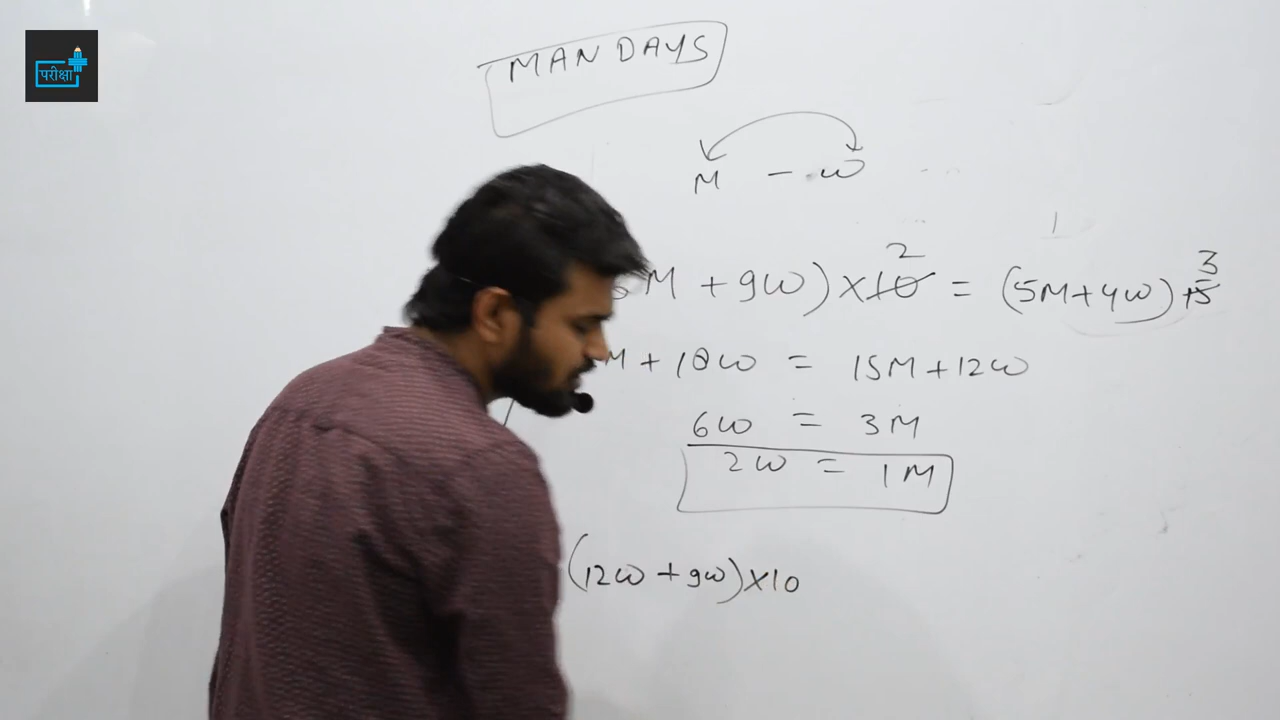 परीक्षा
MAN DAYS
M - W
2 3
M + 9W) ×10 = (5M+4W) +5
M + 18W = 15M+12W
6W = 3M
2W = 1M
(12W + 9W)×10